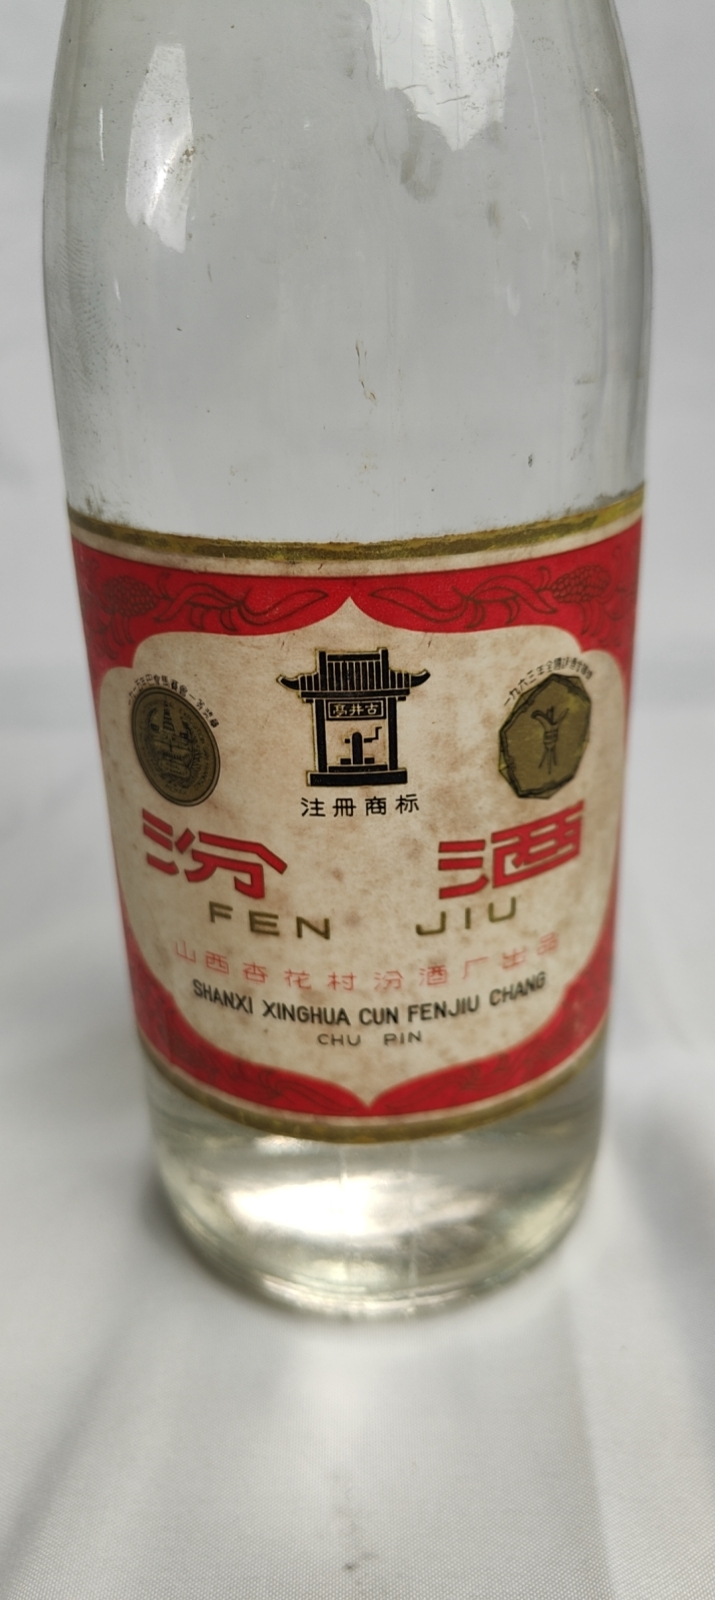 古井亭
注册商标
汾 酒
FEN JIU
山西杏花村汾酒厂出品
SHANXI XINGHUA CUN FENJIU CHANG
CHU PIN